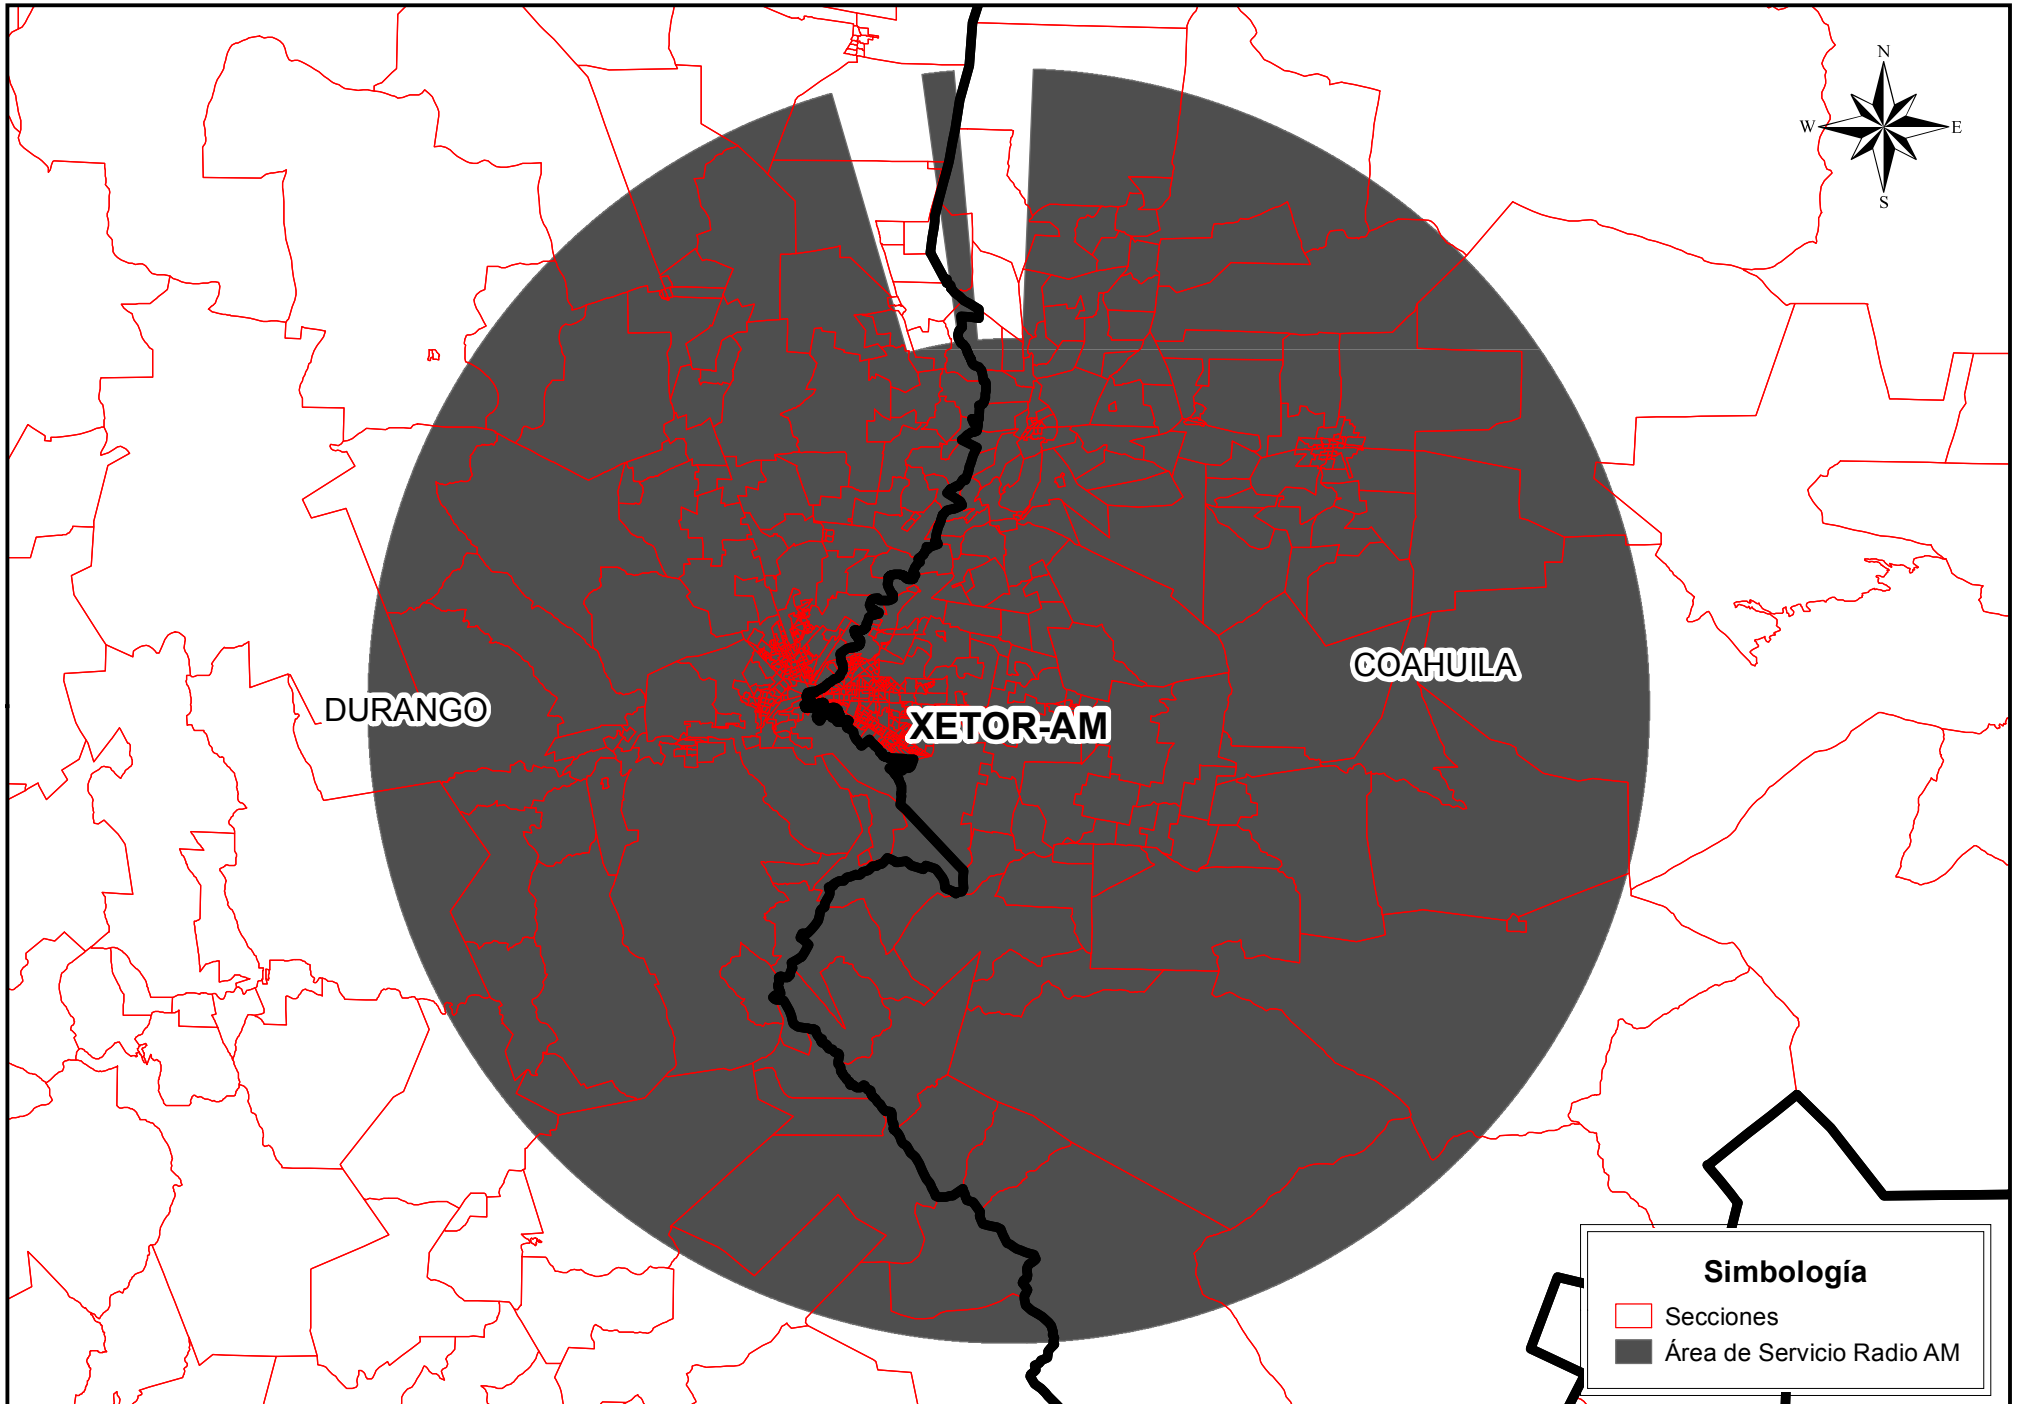 N
W E
S
COAHUILA
DURANGO
XETOR-AM
Simbología
Secciones
Área de Servicio Radio AM